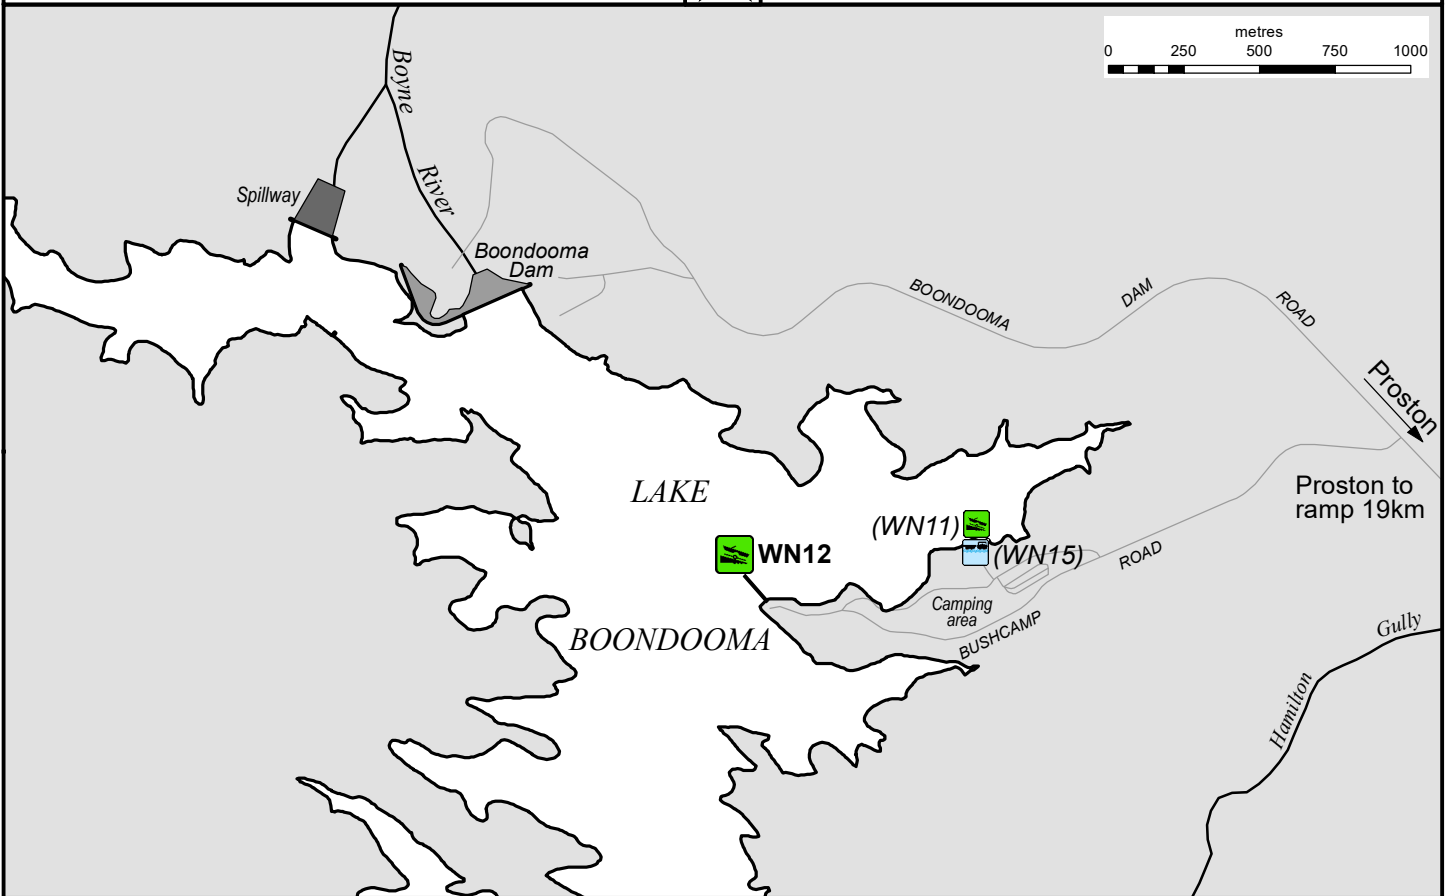 metres
0 250 500 750 1000
Boyne
River
Spillway
Boondooma
Dam
BOONDOOMA
DAM
ROAD
Proston
Proston to
ramp 19km
LAKE
(WN11)
WN12
(WN15)
ROAD
Camping
area
BUSHCAMP
BOONDOOMA
Gully
Hamilton